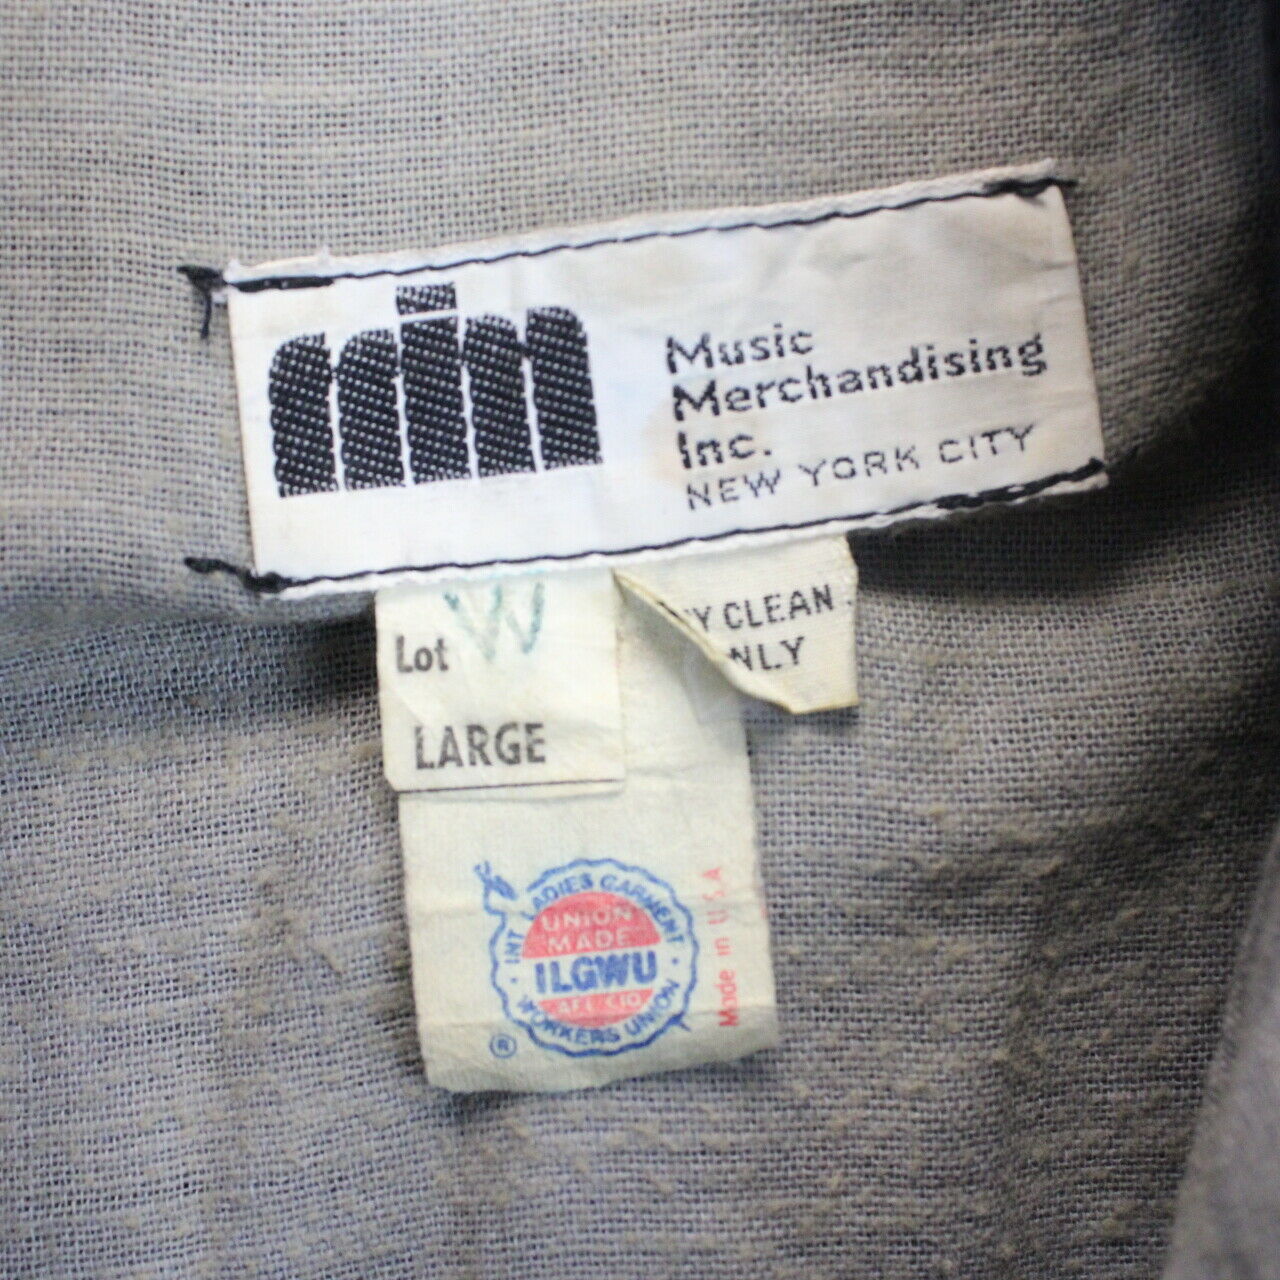 Music
Merchandising
Inc.
NEW YORK CITY
Lot W
LARGE
Y CLEAN
NLY
INT LADIES GARMENT
UNION
MADE
ILGWU
AFL CIO
WORKERS UNION
®
Made in U.S.A